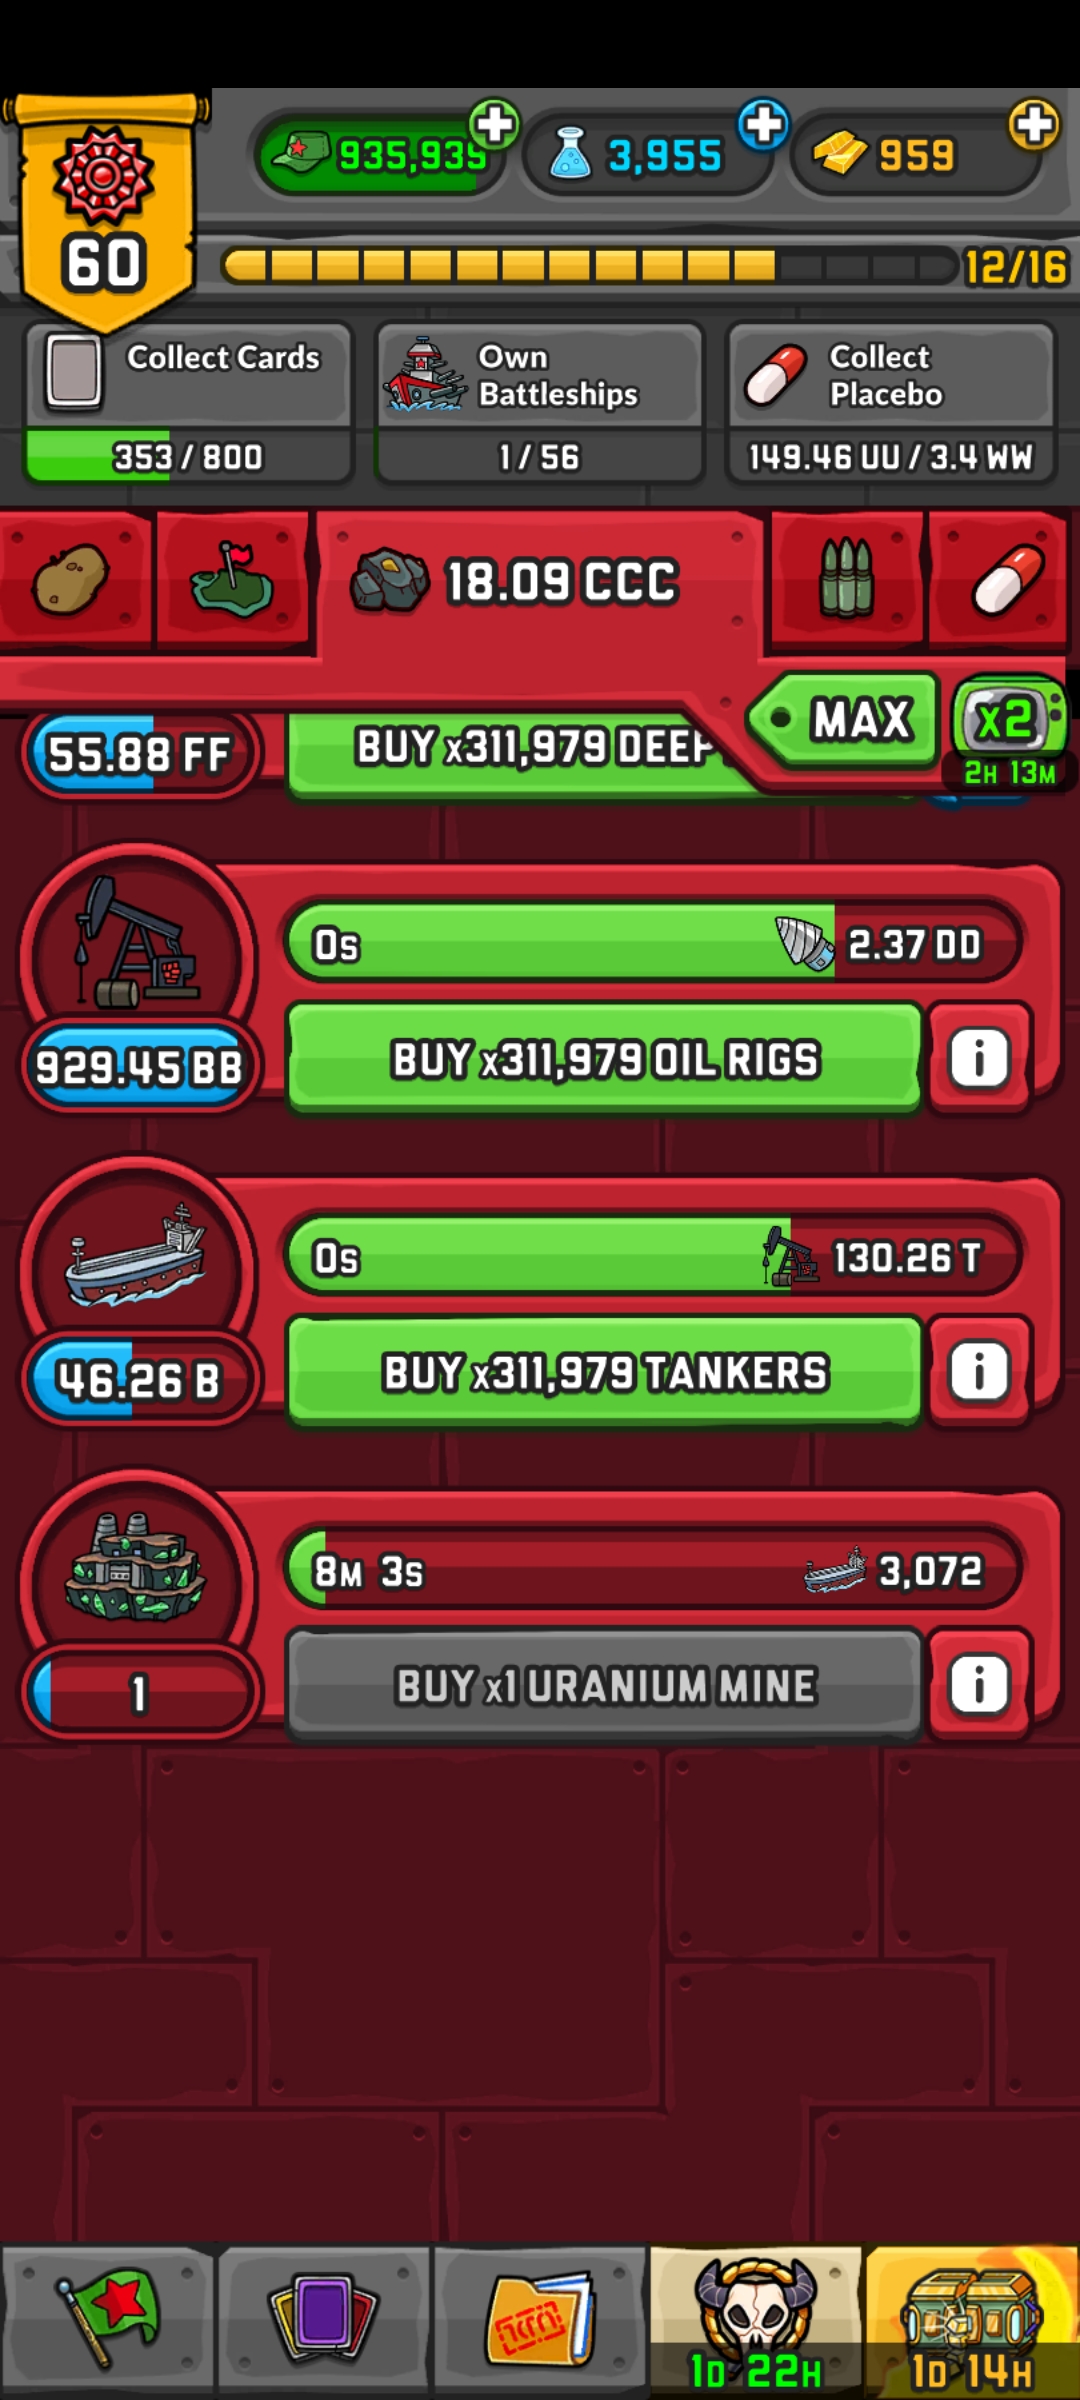 935,939
3,955
959
60
12/16
Collect Cards
353 / 800
Own
Battleships
1 / 56
Collect
Placebo
149.46 UU / 3.4 WW
18.09 CCC
MAX
x2
2H 13M
55.88 FF
BUY x311,979 DEEP
0s
2.37 DD
929.45 BB
BUY x311,979 OIL RIGS
i
0s
130.26 T
46.26 B
BUY x311,979 TANKERS
i
8M 3s
3,072
1
BUY x1 URANIUM MINE
i
1D 22H
1D 14H